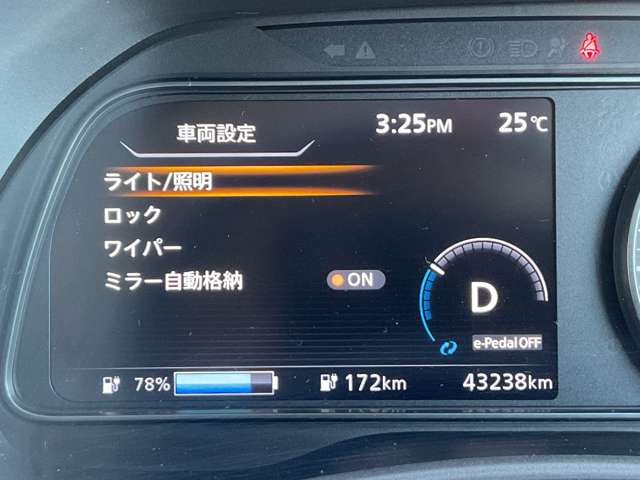 車両設定 3:25PM 25℃
ライト/照明
ロック
ワイパー
ミラー自動格納 ON
D
e-Pedal OFF
78% 172km 43238km